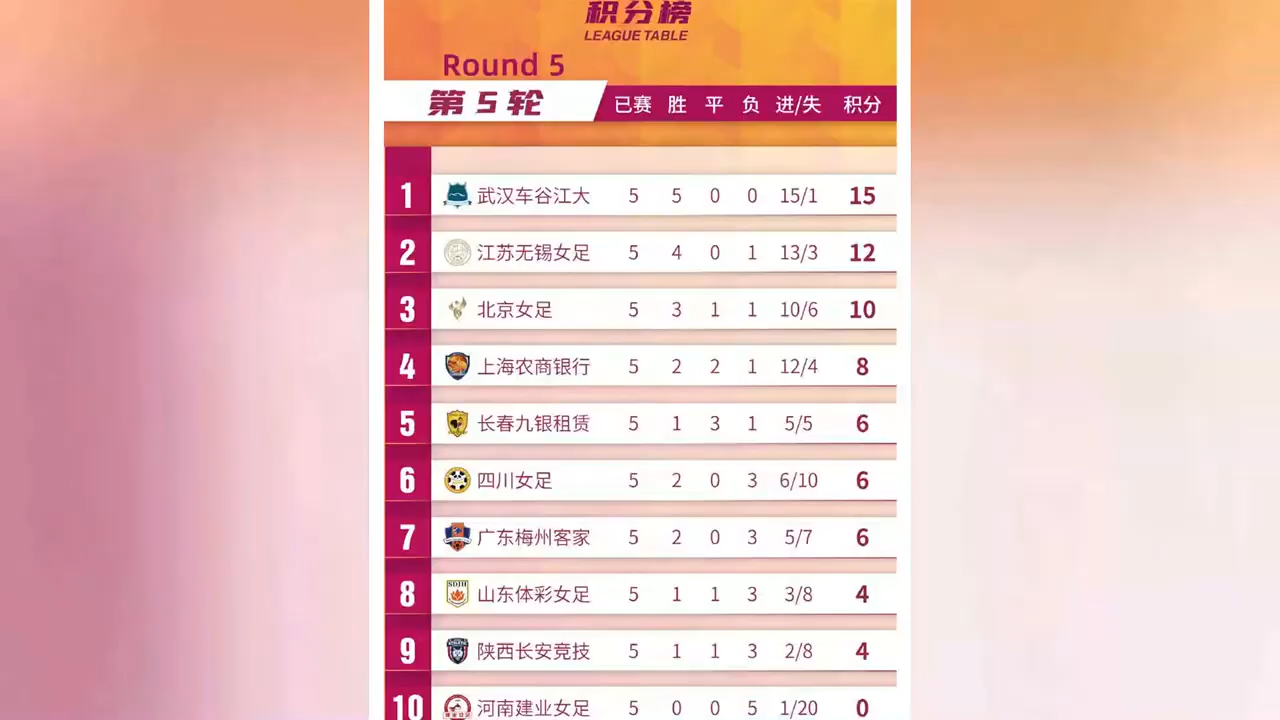 积分榜
LEAGUE TABLE
Round 5
第5轮 已赛 胜 平 负 进/失 积分
1 武汉车谷江大 5 5 0 0 15/1 15
2 江苏无锡女足 5 4 0 1 13/3 12
3 北京女足 5 3 1 1 10/6 10
4 上海农商银行 5 2 2 1 12/4 8
5 长春九银租赁 5 1 3 1 5/5 6
6 四川女足 5 2 0 3 6/10 6
7 广东梅州客家 5 2 0 3 5/7 6
8 SDJH 山东体彩女足 5 1 1 3 3/8 4
9 陕西长安竞技 5 1 1 3 2/8 4
10 河南建业女足 5 0 0 5 1/20 0